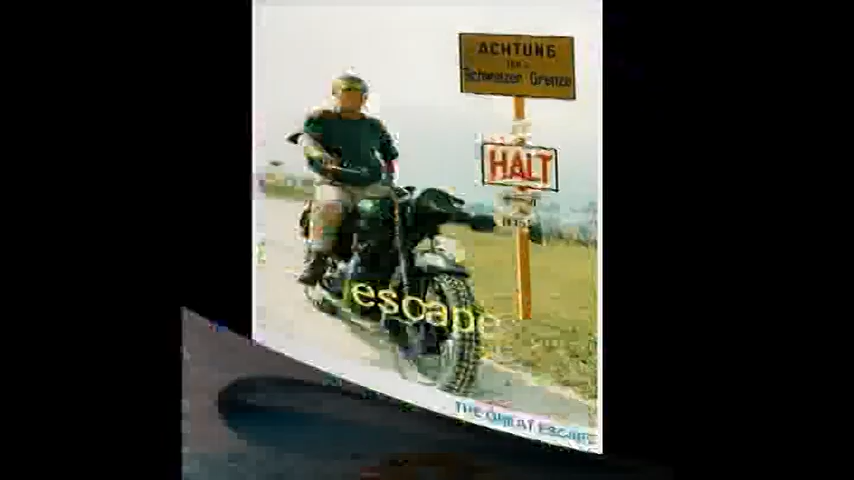 ACHTUNG
Schweizer Grenze
HALT
escape
THE GREAT ESCAPE